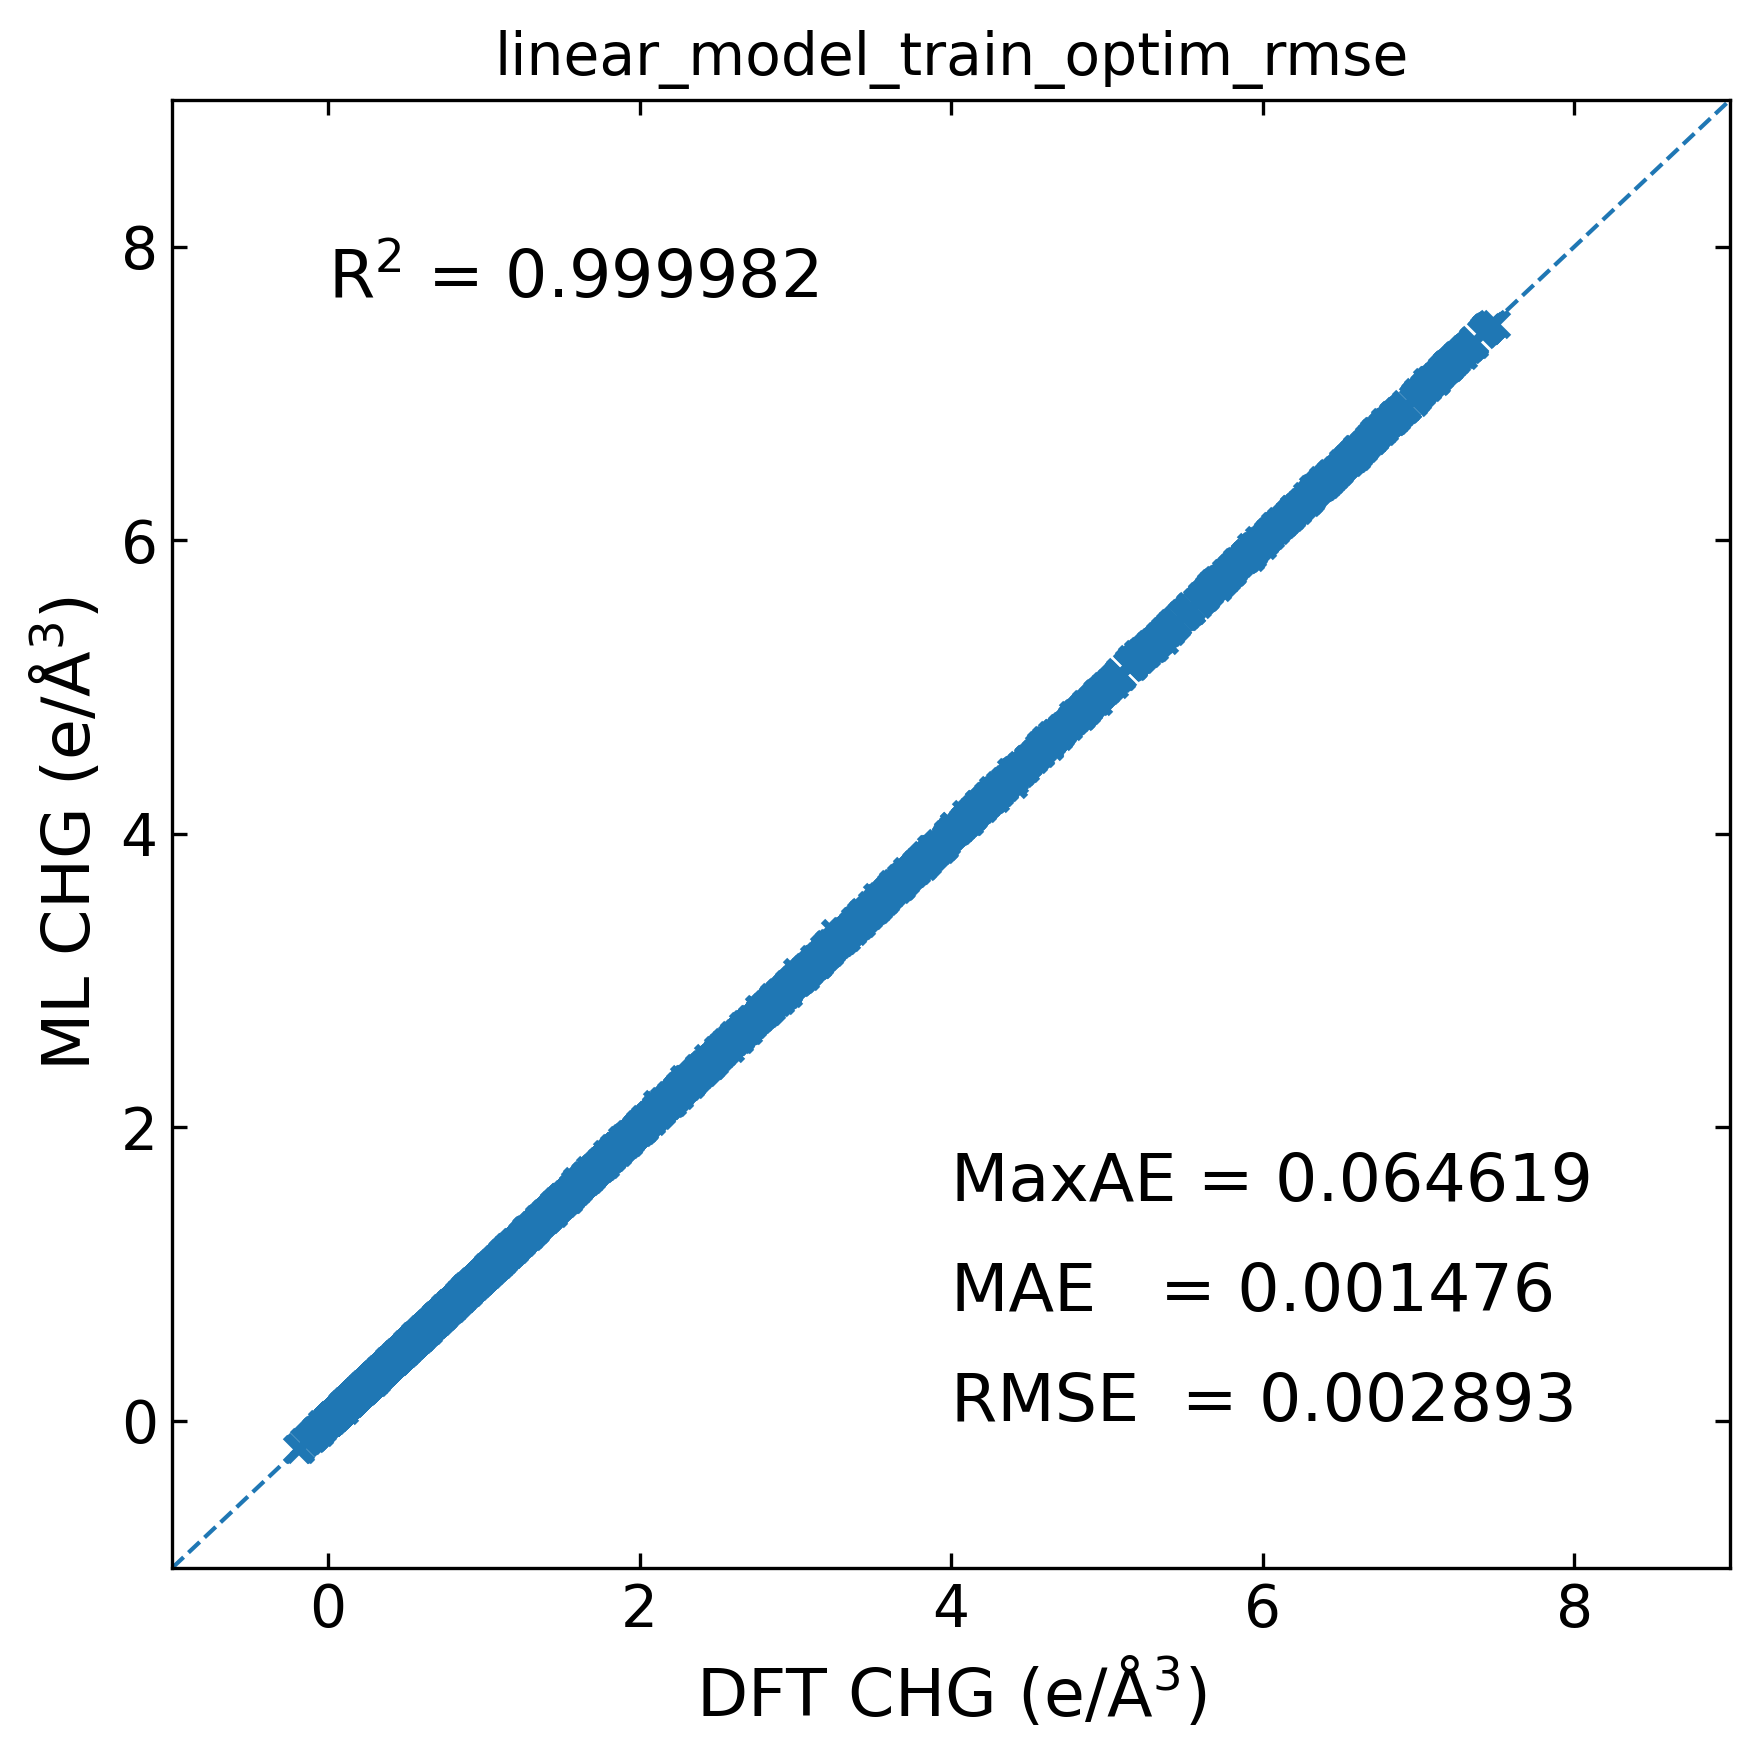 linear_model_train_optim_rmse
8
6
4
2
0
R² = 0.999982
MaxAE = 0.064619
MAE = 0.001476
RMSE = 0.002893
ML CHG (e/Å³)
0 2 4 6 8
DFT CHG (e/Å³)